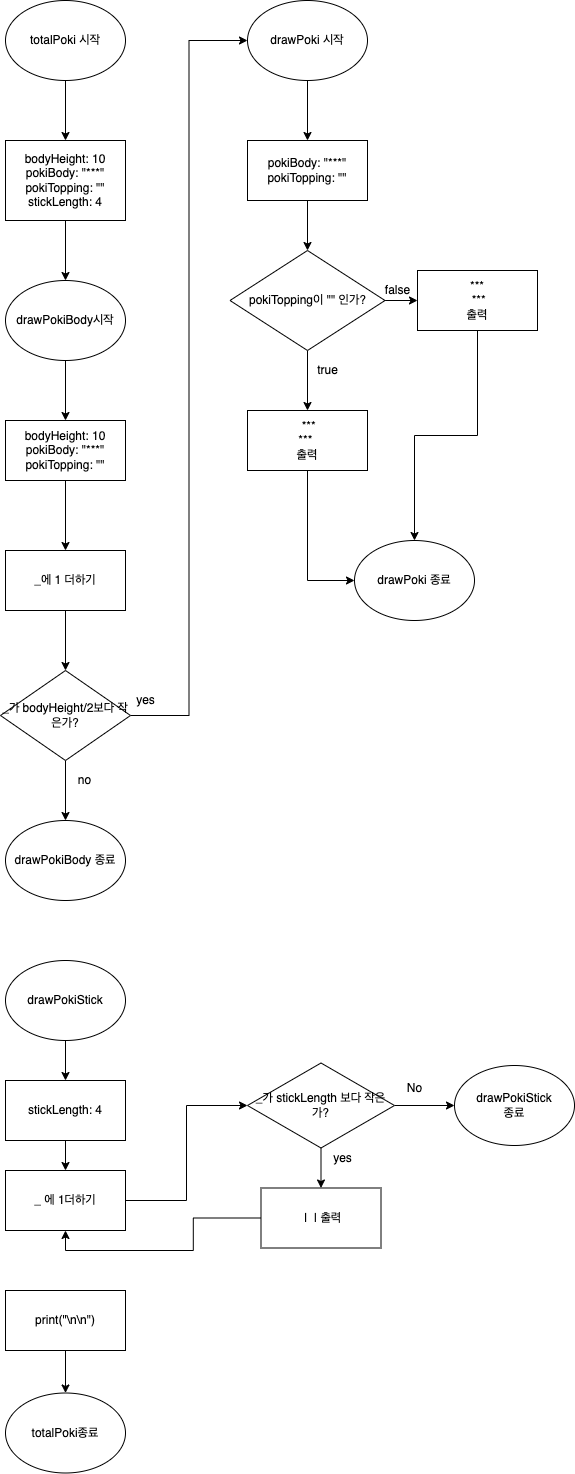 totalPoki 시작
bodyHeight: 10
pokiBody: "***"
pokiTopping: ""
stickLength: 4
drawPokiBody시작
bodyHeight: 10
pokiBody: "***"
pokiTopping: ""
_에 1 더하기
_가 bodyHeight/2보다 작
은가?
yes
no
drawPokiBody 종료
drawPoki 시작
pokiBody: "***"
pokiTopping: ""
pokiTopping이 "" 인가?
false
***
***
출력
true
***
***
출력
drawPoki 종료
drawPokiStick
stickLength: 4
_ 에 1더하기
_가 stickLength 보다 작은
가?
No
drawPokiStick
종료
yes
| | 출력
print("\n\n")
totalPoki종료